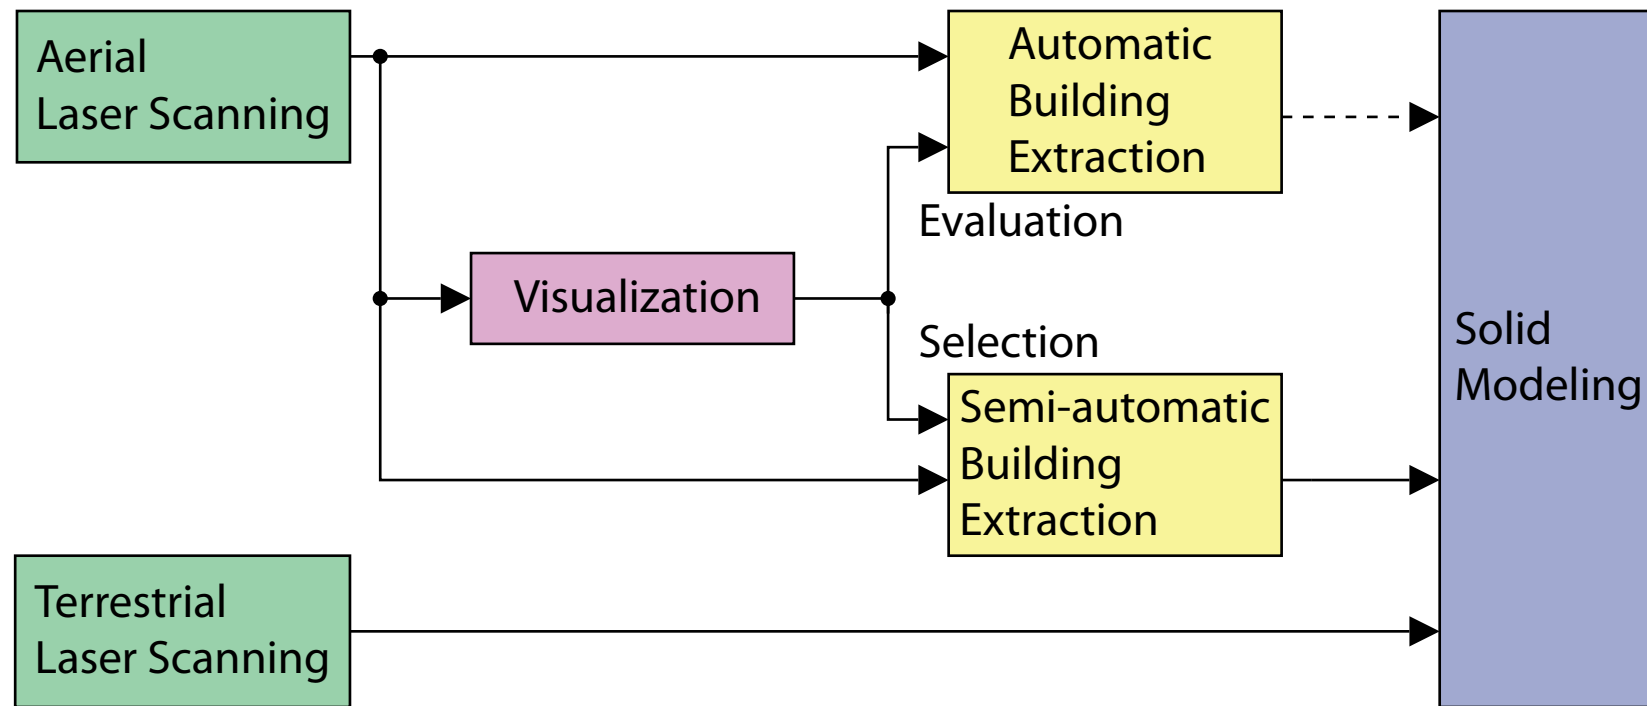 Aerial
Laser Scanning
Automatic
Building
Extraction
Evaluation
Visualization
Selection
Semi-automatic
Building
Extraction
Solid
Modeling
Terrestrial
Laser Scanning